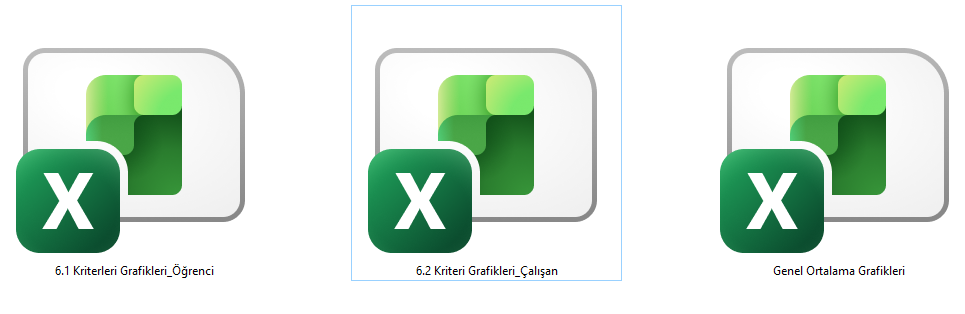 X
X
X
6.1 Kriterleri Grafikleri_Öğrenci
6.2 Kriteri Grafikleri_Çalışan
Genel Ortalama Grafikleri